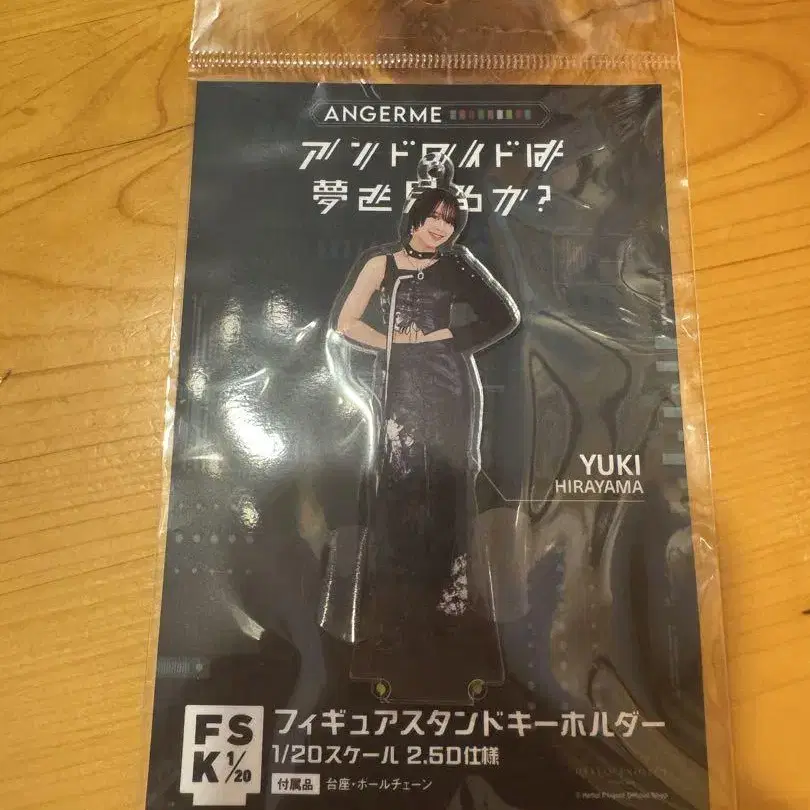 ANGERME
アンドロイドは
夢を見るか?
YUKI
HIRAYAMA
FSK 1/20
フィギュアスタンドキーホルダー
1/20スケール 2.5D仕様
付属品 台座・ボールチェーン
HELLO! PROJECT